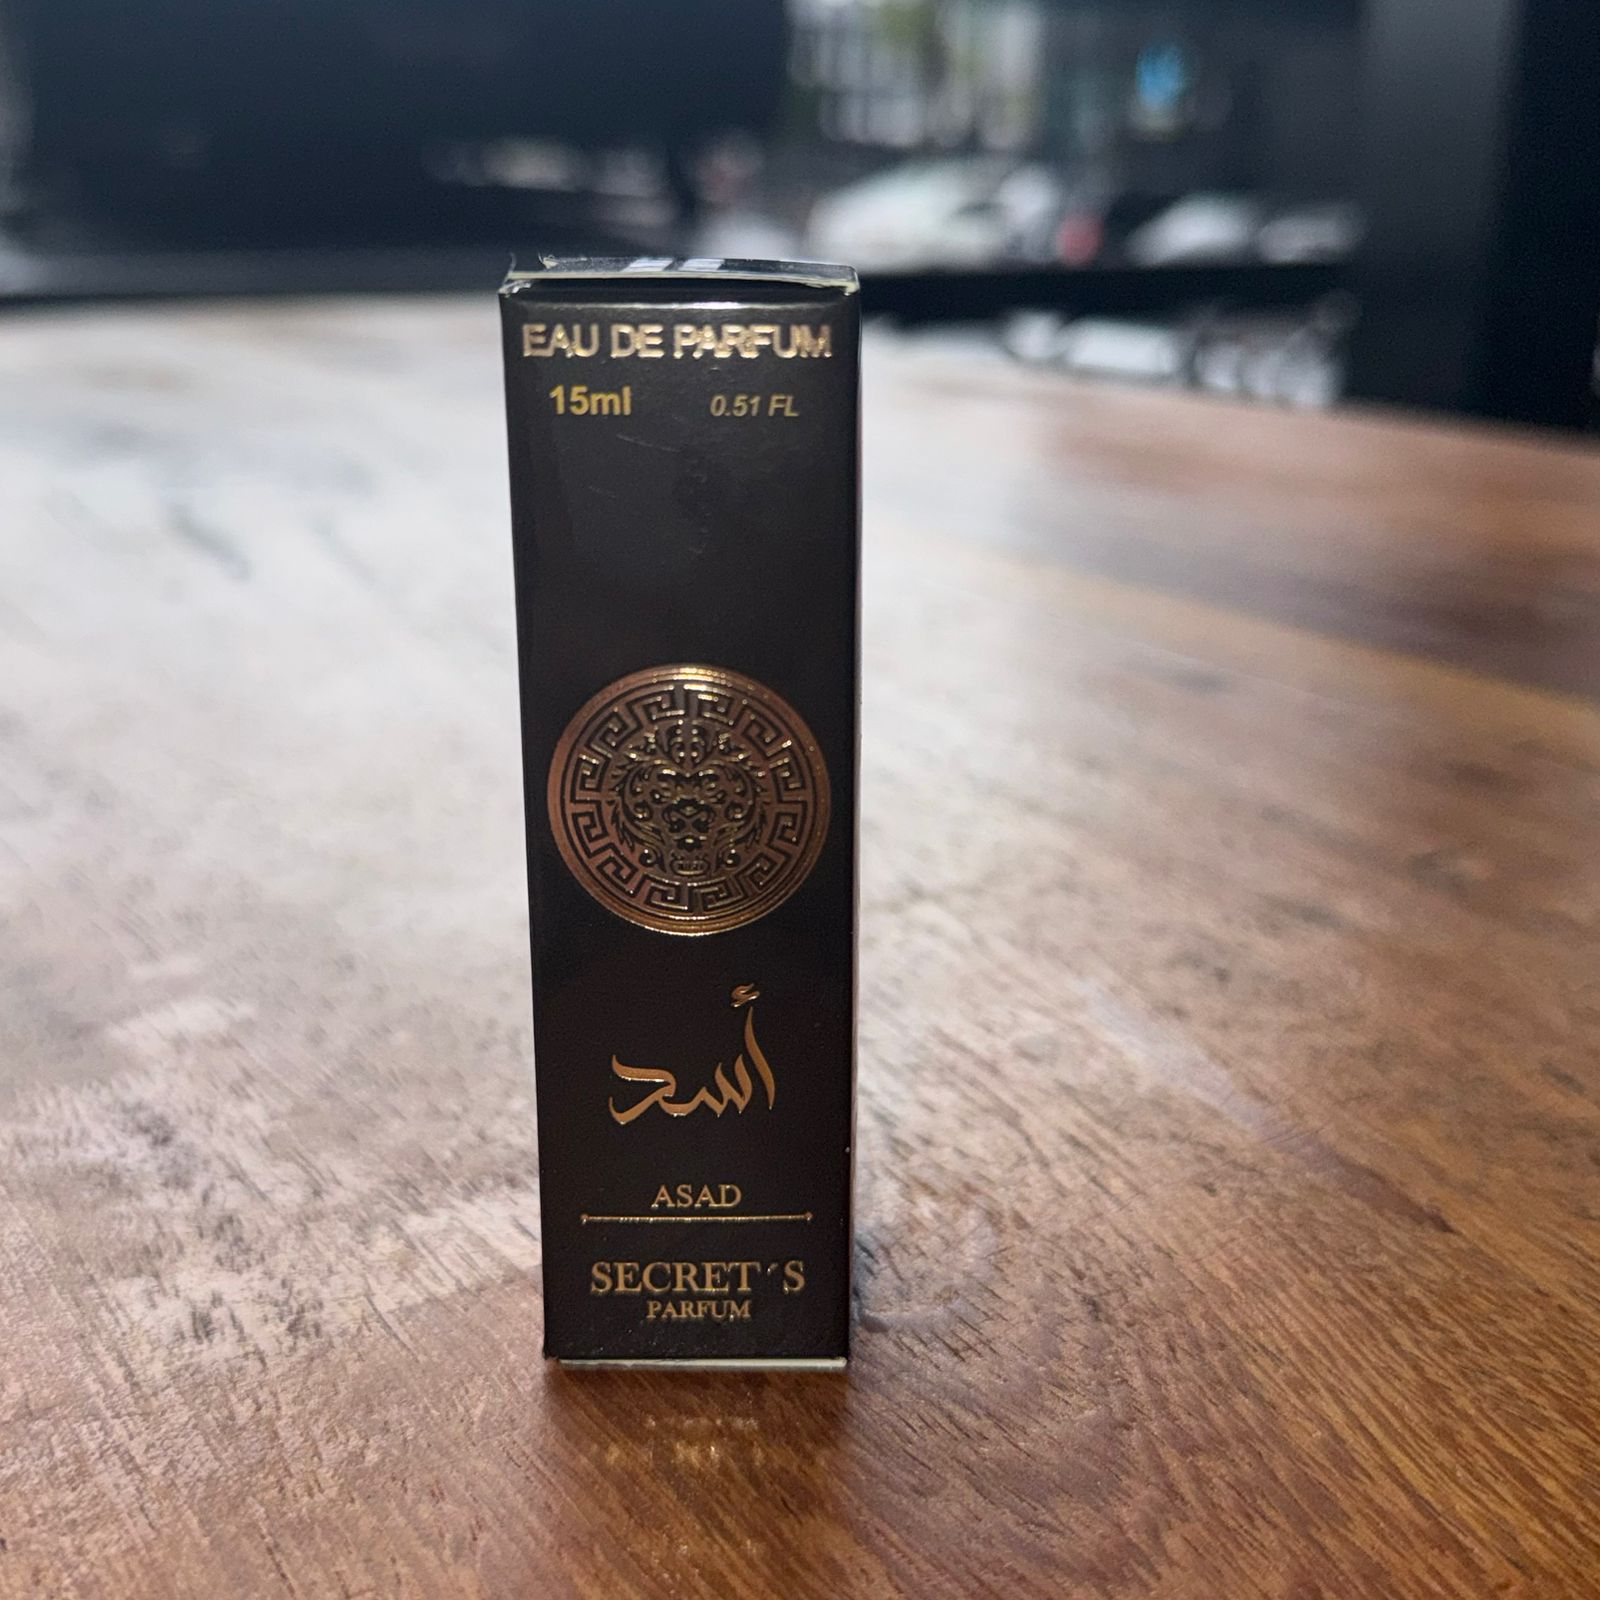 EAU DE PARFUM
15ml 0.51 FL
أسد
ASAD
SECRET´S
PARFUM